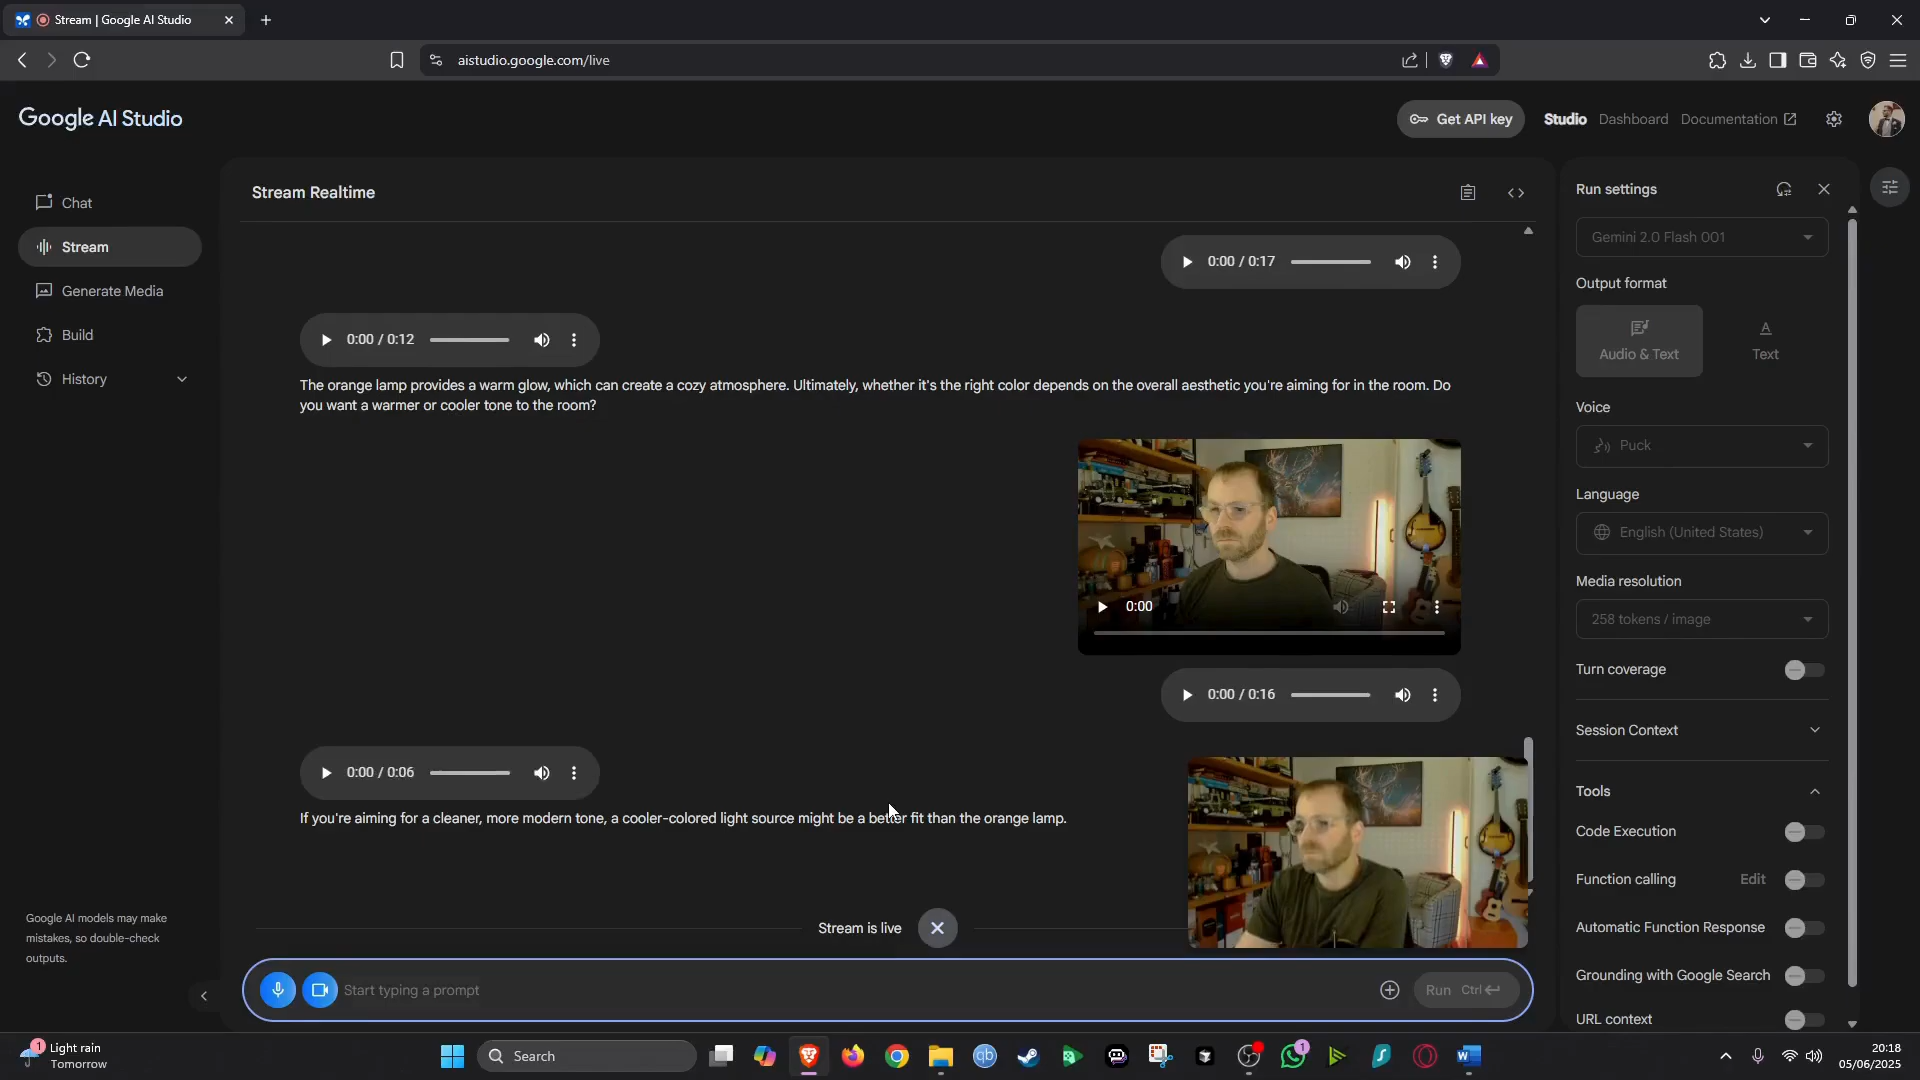 Stream | Google AI Studio
aistudio.google.com/live
Google AI Studio
Get API key
Studio
Dashboard
Documentation
Chat
Stream
Generate Media
Build
History
Google AI models may make
mistakes, so double-check
outputs.
Stream Realtime
0:00 / 0:17
0:00 / 0:12
The orange lamp provides a warm glow, which can create a cozy atmosphere. Ultimately, whether it's the right color depends on the overall aesthetic you're aiming for in the room. Do
you want a warmer or cooler tone to the room?
0:00
0:00 / 0:16
0:00 / 0:06
If you're aiming for a cleaner, more modern tone, a cooler-colored light source might be a better fit than the orange lamp.
Stream is live
Start typing a prompt
Run Ctrl
Run settings
Gemini 2.0 Flash 001
Output format
Audio & Text
A
Text
Voice
Puck
Language
English (United States)
Media resolution
258 tokens / image
Turn coverage
Session Context
Tools
Code Execution
Function calling
Edit
Automatic Function Response
Grounding with Google Search
URL context
1
Light rain
Tomorrow
Search
qb
1
W
20:18
05/06/2025